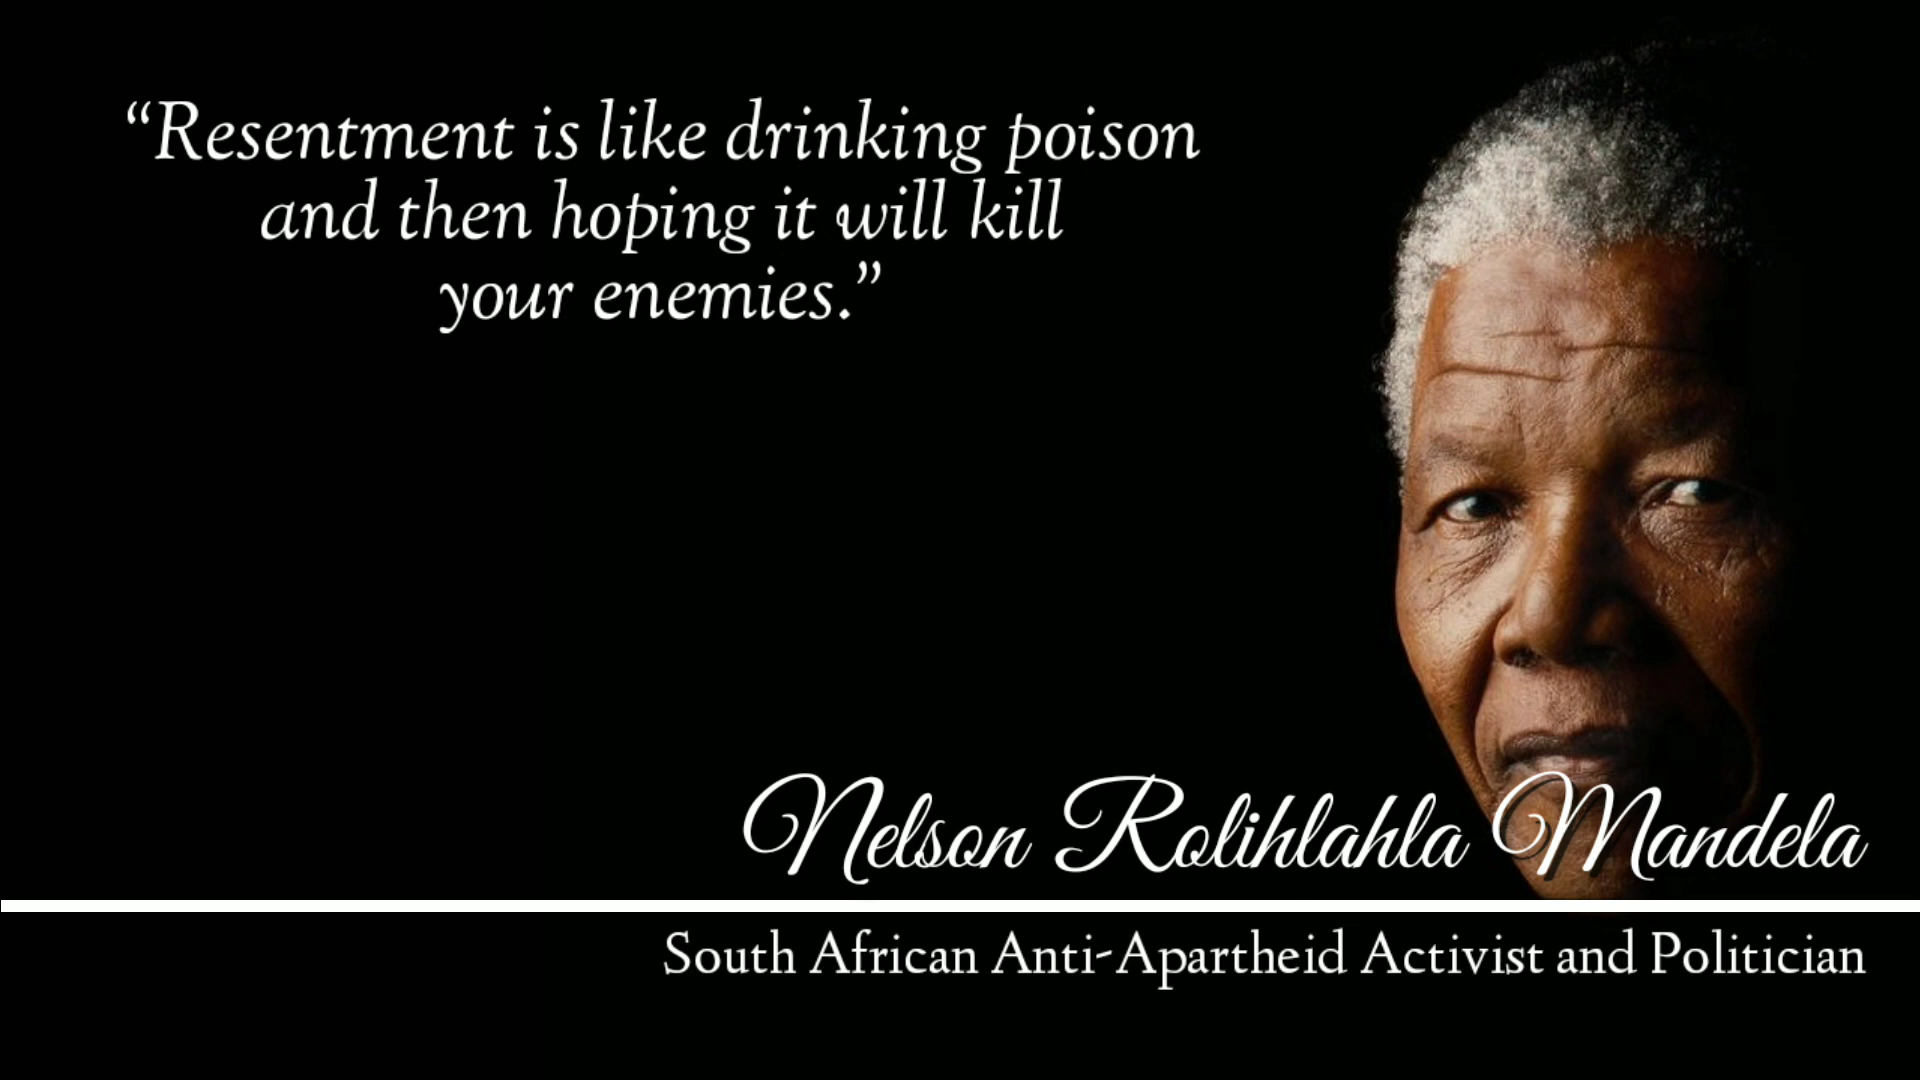 “Resentment is like drinking poison
and then hoping it will kill
your enemies.”
Nelson Rolihlahla Mandela
South African Anti-Apartheid Activist and Politician